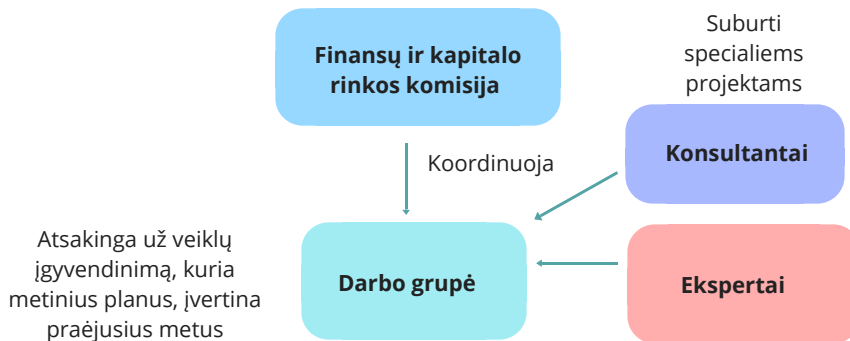 Finansų ir kapitalo
rinkos komisija
Suburti
specialiems
projektams
Konsultantai
Koordinuoja
Atsakinga už veiklų
įgyvendinimą, kuria
metinius planus, įvertina
praėjusius metus
Darbo grupė
Ekspertai